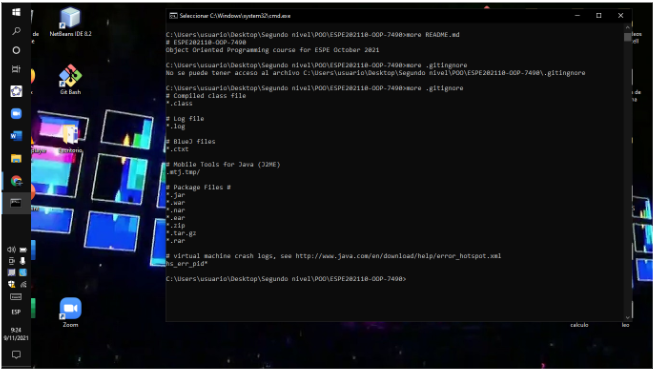 Seleccionar C:\Windows\system32\cmd.exe
C:\Users\usuario\Desktop\Segundo nivel\POO\ESPE202110-OOP-7490>more README.md
# ESPE202110-OOP-7490
Object Oriented Programming course for ESPE October 2021
C:\Users\usuario\Desktop\Segundo nivel\POO\ESPE202110-OOP-7490>more .gitingnore
No se puede tener acceso al archivo C:\Users\usuario\Desktop\Segundo nivel\POO\ESPE202110-OOP-7490\.gitingnore
C:\Users\usuario\Desktop\Segundo nivel\POO\ESPE202110-OOP-7490>more .gitignore
# Compiled class file
*.class
# Log file
*.log
# BlueJ files
*.ctxt
# Mobile Tools for Java (J2ME)
.mtj.tmp/
# Package Files #
*.jar
*.war
*.nar
*.ear
*.zip
*.tar.gz
*.rar
# virtual machine crash logs, see http://www.java.com/en/download/help/error_hotspot.xml
hs_err_pid*
C:\Users\usuario\Desktop\Segundo nivel\POO\ESPE202110-OOP-7490>
NetBeans IDE 8.2
de
Git Bash
Zoom
calculo
leo
ESP
9:24
9/11/2021